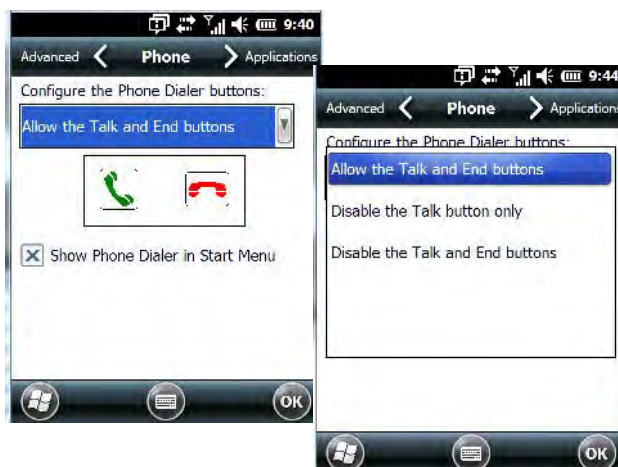 9:40
Advanced Phone Applications
Configure the Phone Dialer buttons:
Allow the Talk and End buttons
Show Phone Dialer in Start Menu
OK
9:44
Advanced Phone Application
Configure the Phone Dialer buttons:
Allow the Talk and End buttons
Disable the Talk button only
Disable the Talk and End buttons
OK